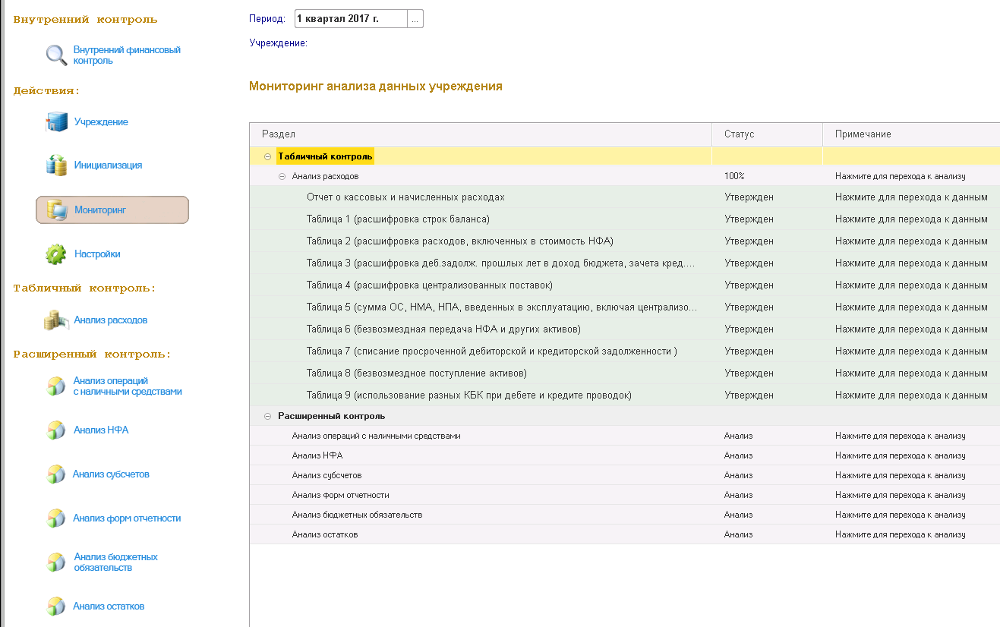 Внутренний контроль
Внутренний финансовый
контроль
Действия:
Учреждение
Инициализация
Мониторинг
Настройки
Табличный контроль:
Анализ расходов
Расширенный контроль:
Анализ операций
с наличными средствами
Анализ НФА
Анализ субсчетов
Анализ форм отчетности
Анализ бюджетных
обязательств
Анализ остатков
Период: 1 квартал 2017 г. ...
Учреждение:
Мониторинг анализа данных учреждения
Раздел Статус Примечание
Табличный контроль
Анализ расходов 100% Нажмите для перехода к анализу
Отчет о кассовых и начисленных расходах Утвержден Нажмите для перехода к данным
Таблица 1 (расшифровка строк баланса) Утвержден Нажмите для перехода к данным
Таблица 2 (расшифровка расходов, включенных в стоимость НФА) Утвержден Нажмите для перехода к данным
Таблица 3 (расшифровка деб.задолж. прошлых лет в доход бюджета, зачета кред.... Утвержден Нажмите для перехода к данным
Таблица 4 (расшифровка централизованных поставок) Утвержден Нажмите для перехода к данным
Таблица 5 (сумма ОС, НМА, НПА, введенных в эксплуатацию, включая централизо... Утвержден Нажмите для перехода к данным
Таблица 6 (безвозмездная передача НФА и других активов) Утвержден Нажмите для перехода к данным
Таблица 7 (списание просроченной дебиторской и кредиторской задолженности ) Утвержден Нажмите для перехода к данным
Таблица 8 (безвозмездное поступление активов) Утвержден Нажмите для перехода к данным
Таблица 9 (использование разных КБК при дебете и кредите проводок) Утвержден Нажмите для перехода к данным
Расширенный контроль
Анализ операций с наличными средствами Анализ Нажмите для перехода к анализу
Анализ НФА Анализ Нажмите для перехода к анализу
Анализ субсчетов Анализ Нажмите для перехода к анализу
Анализ форм отчетности Анализ Нажмите для перехода к анализу
Анализ бюджетных обязательств Анализ Нажмите для перехода к анализу
Анализ остатков Анализ Нажмите для перехода к анализу